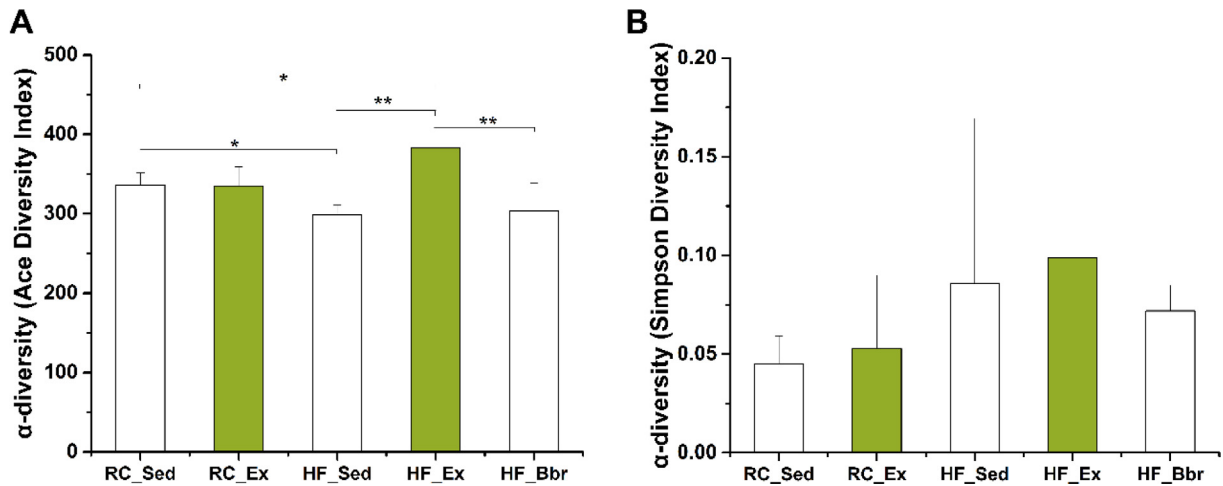 A
α-diversity (Ace Diversity Index)
500
400
300
300
200
100
0
*
**
**
*
RC_Sed RC_Ex HF_Sed HF_Ex HF_Bbr
B
α-diversity (Simpson Diversity Index)
0.20
0.15
0.10
0.05
0.00
RC_Sed RC_Ex HF_Sed HF_Ex HF_Bbr